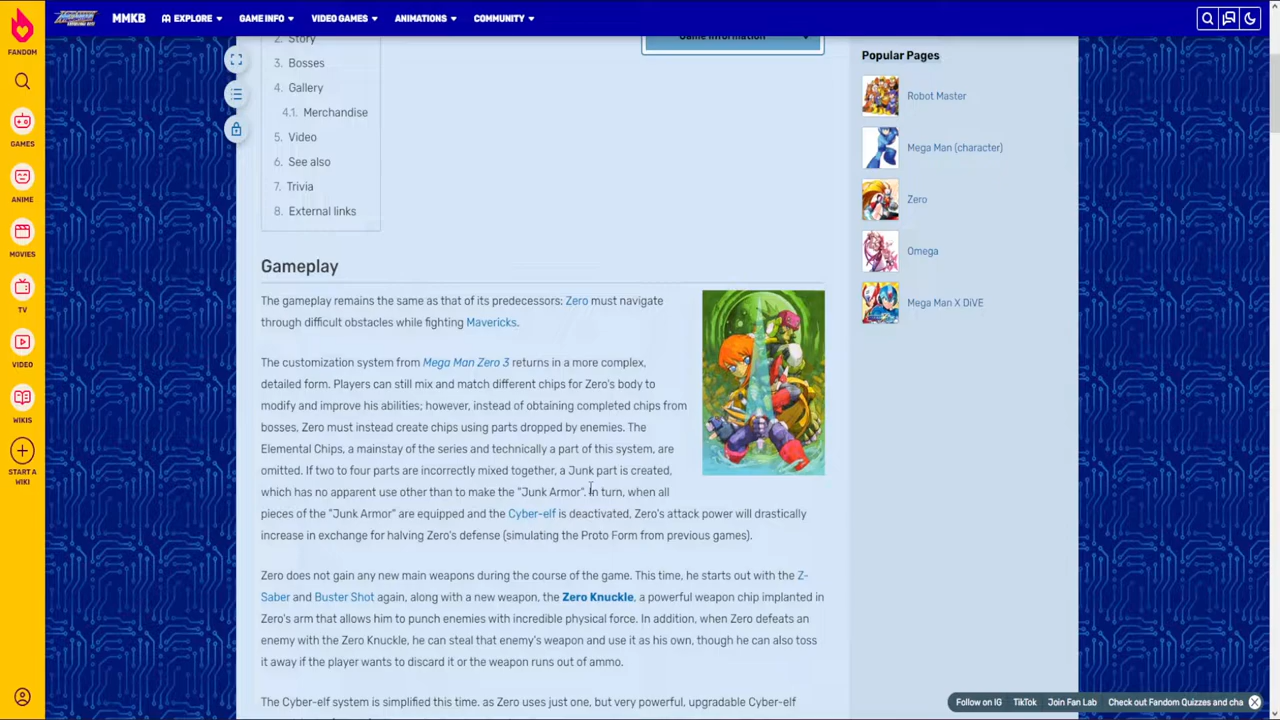 MMKB
EXPLORE
GAME INFO
VIDEO GAMES
ANIMATIONS
COMMUNITY
FANDOM
GAMES
ANIME
MOVIES
TV
VIDEO
WIKIS
START A
WIKI
2. Story
3. Bosses
4. Gallery
4.1. Merchandise
5. Video
6. See also
7. Trivia
8. External links
Game Information
Gameplay
The gameplay remains the same as that of its predecessors: Zero must navigate
through difficult obstacles while fighting Mavericks.
The customization system from Mega Man Zero 3 returns in a more complex,
detailed form. Players can still mix and match different chips for Zero's body to
modify and improve his abilities; however, instead of obtaining completed chips from
bosses, Zero must instead create chips using parts dropped by enemies. The
Elemental Chips, a mainstay of the series and technically a part of this system, are
omitted. If two to four parts are incorrectly mixed together, a Junk part is created,
which has no apparent use other than to make the "Junk Armor". In turn, when all
pieces of the "Junk Armor" are equipped and the Cyber-elf is deactivated, Zero's attack power will drastically
increase in exchange for halving Zero's defense (simulating the Proto Form from previous games).
Zero does not gain any new main weapons during the course of the game. This time, he starts out with the Z-
Saber and Buster Shot again, along with a new weapon, the Zero Knuckle, a powerful weapon chip implanted in
Zero's arm that allows him to punch enemies with incredible physical force. In addition, when Zero defeats an
enemy with the Zero Knuckle, he can steal that enemy's weapon and use it as his own, though he can also toss
it away if the player wants to discard it or the weapon runs out of ammo.
The Cyber-elf system is simplified this time, as Zero uses just one, but very powerful, upgradable Cyber-elf
Popular Pages
Robot Master
Mega Man (character)
Zero
Omega
Mega Man X DiVE
Follow on IG
TikTok
Join Fan Lab
Check out Fandom Quizzes and cha